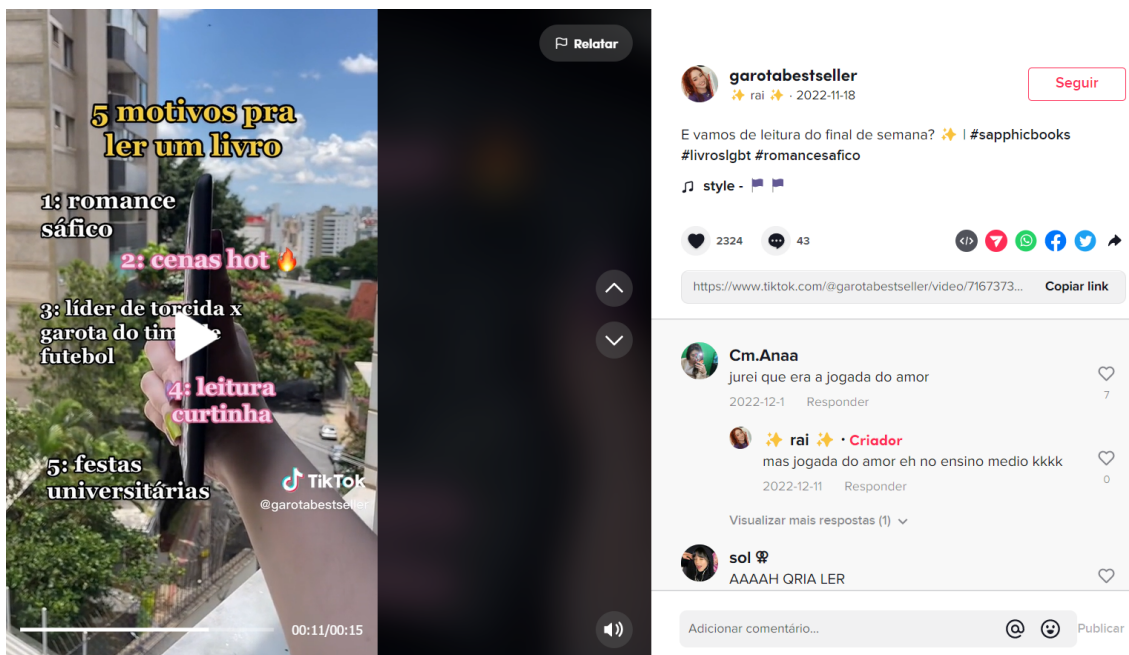 Relatar
5 motivos pra
ler um livro
1: romance
sáfico
2: cenas hot 🔥
3: líder de torcida x
garota do time de
futebol
4: leitura
curtinha
5: festas
universitárias
TikTok
@garotabestseller
00:11/00:15
garotabestseller
✨ rai ✨ · 2022-11-18
Seguir
E vamos de leitura do final de semana? ✨ | #sapphicbooks
#livroslgbt #romancesafico
style -
2324
43
https://www.tiktok.com/@garotabestseller/video/7167373...
Copiar link
Cm.Anaa
jurei que era a jogada do amor
2022-12-1 Responder
7
✨ rai ✨ · Criador
mas jogada do amor eh no ensino medio kkkk
2022-12-11 Responder
0
Visualizar mais respostas (1)
sol
AAAAH QRIA LER
Adicionar comentário...
Publicar